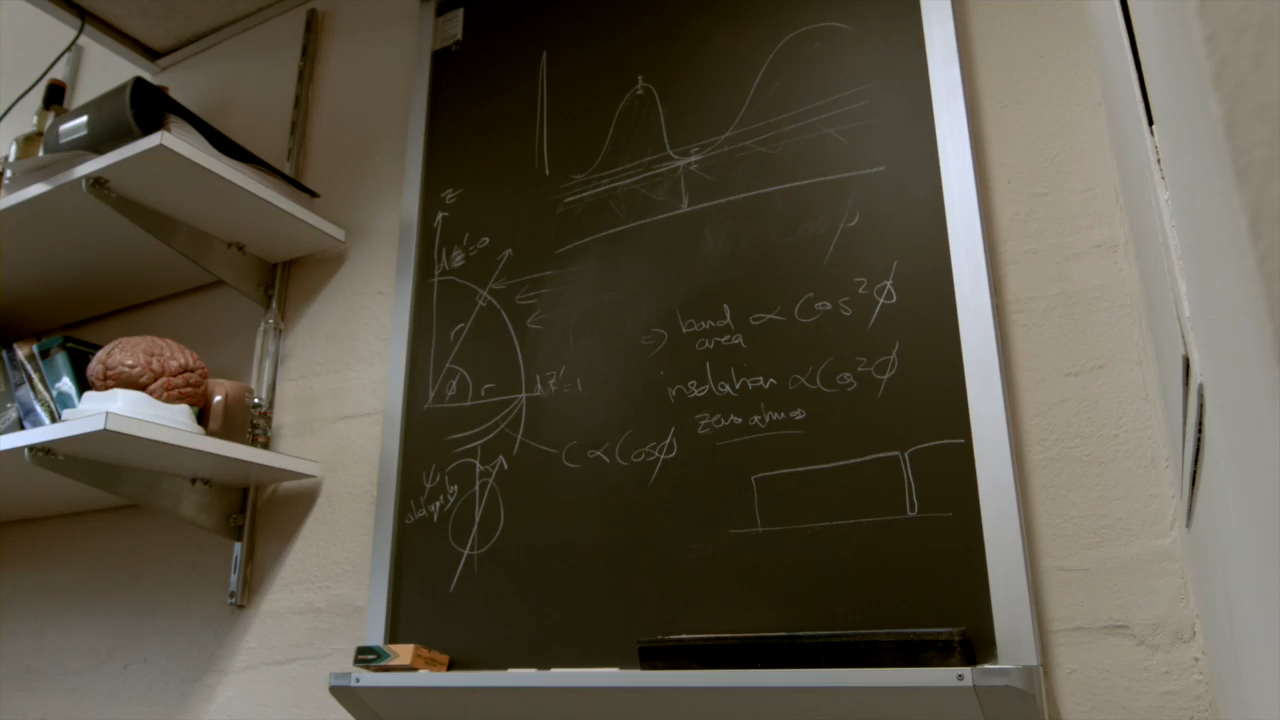 z
dz'=0
r
φ
r
dz'=1
ρ
⇒ band ∝ Cos²φ
area
insolation ∝ Cos²φ
zero atmos
C ∝ Cosφ
ψ